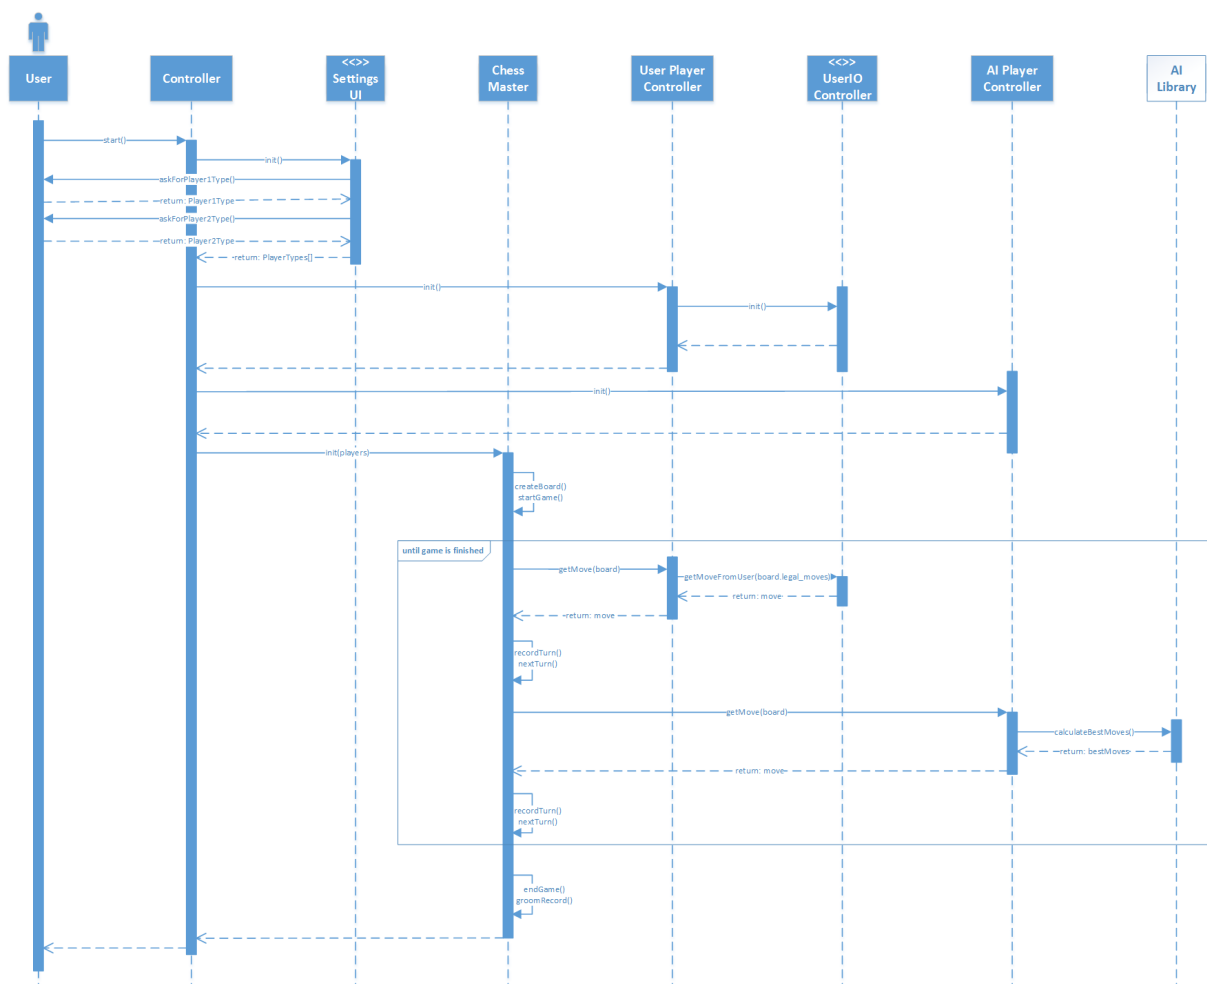 User
Controller
<<>>
Settings
UI
Chess
Master
User Player
Controller
<<>>
UserIO
Controller
AI Player
Controller
AI
Library
start()
init()
askForPlayer1Type()
return: Player1Type
askForPlayer2Type()
return: Player2Type
return: PlayerTypes[]
init()
init()
init()
init(players)
createBoard()
startGame()
until game is finished
getMove(board)
getMoveFromUser(board.legal_moves)
return: move
return: move
recordTurn()
nextTurn()
getMove(board)
calculateBestMoves()
return: bestMoves
return: move
recordTurn()
nextTurn()
endGame()
groomRecord()